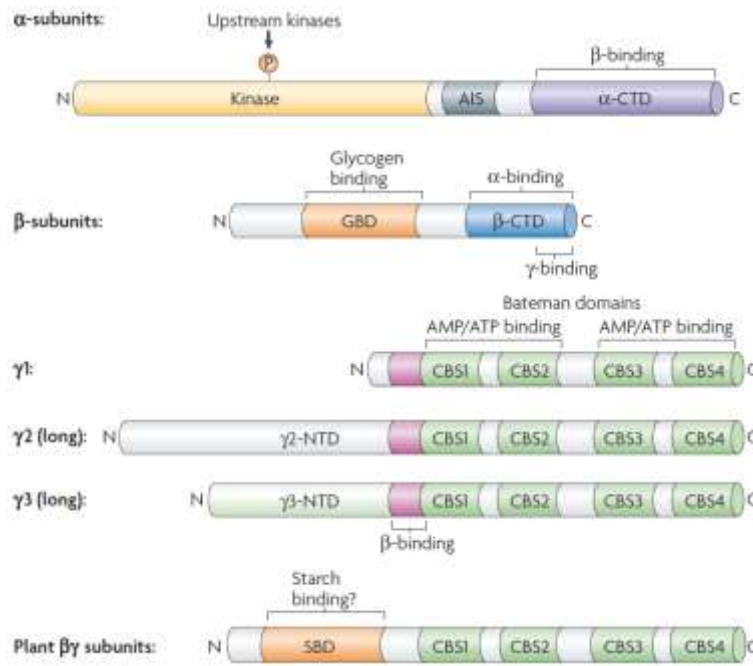 α-subunits:
Upstream kinases
P
β-binding
N Kinase AIS α-CTD C
Glycogen
binding
α-binding
β-subunits:
N GBD β-CTD C
γ-binding
Bateman domains
AMP/ATP binding AMP/ATP binding
γ1:
N CBS1 CBS2 CBS3 CBS4 C
γ2 (long):
N γ2-NTD CBS1 CBS2 CBS3 CBS4 C
γ3 (long):
N γ3-NTD CBS1 CBS2 CBS3 CBS4 C
β-binding
Starch
binding?
Plant βγ subunits:
N SBD CBS1 CBS2 CBS3 CBS4 C